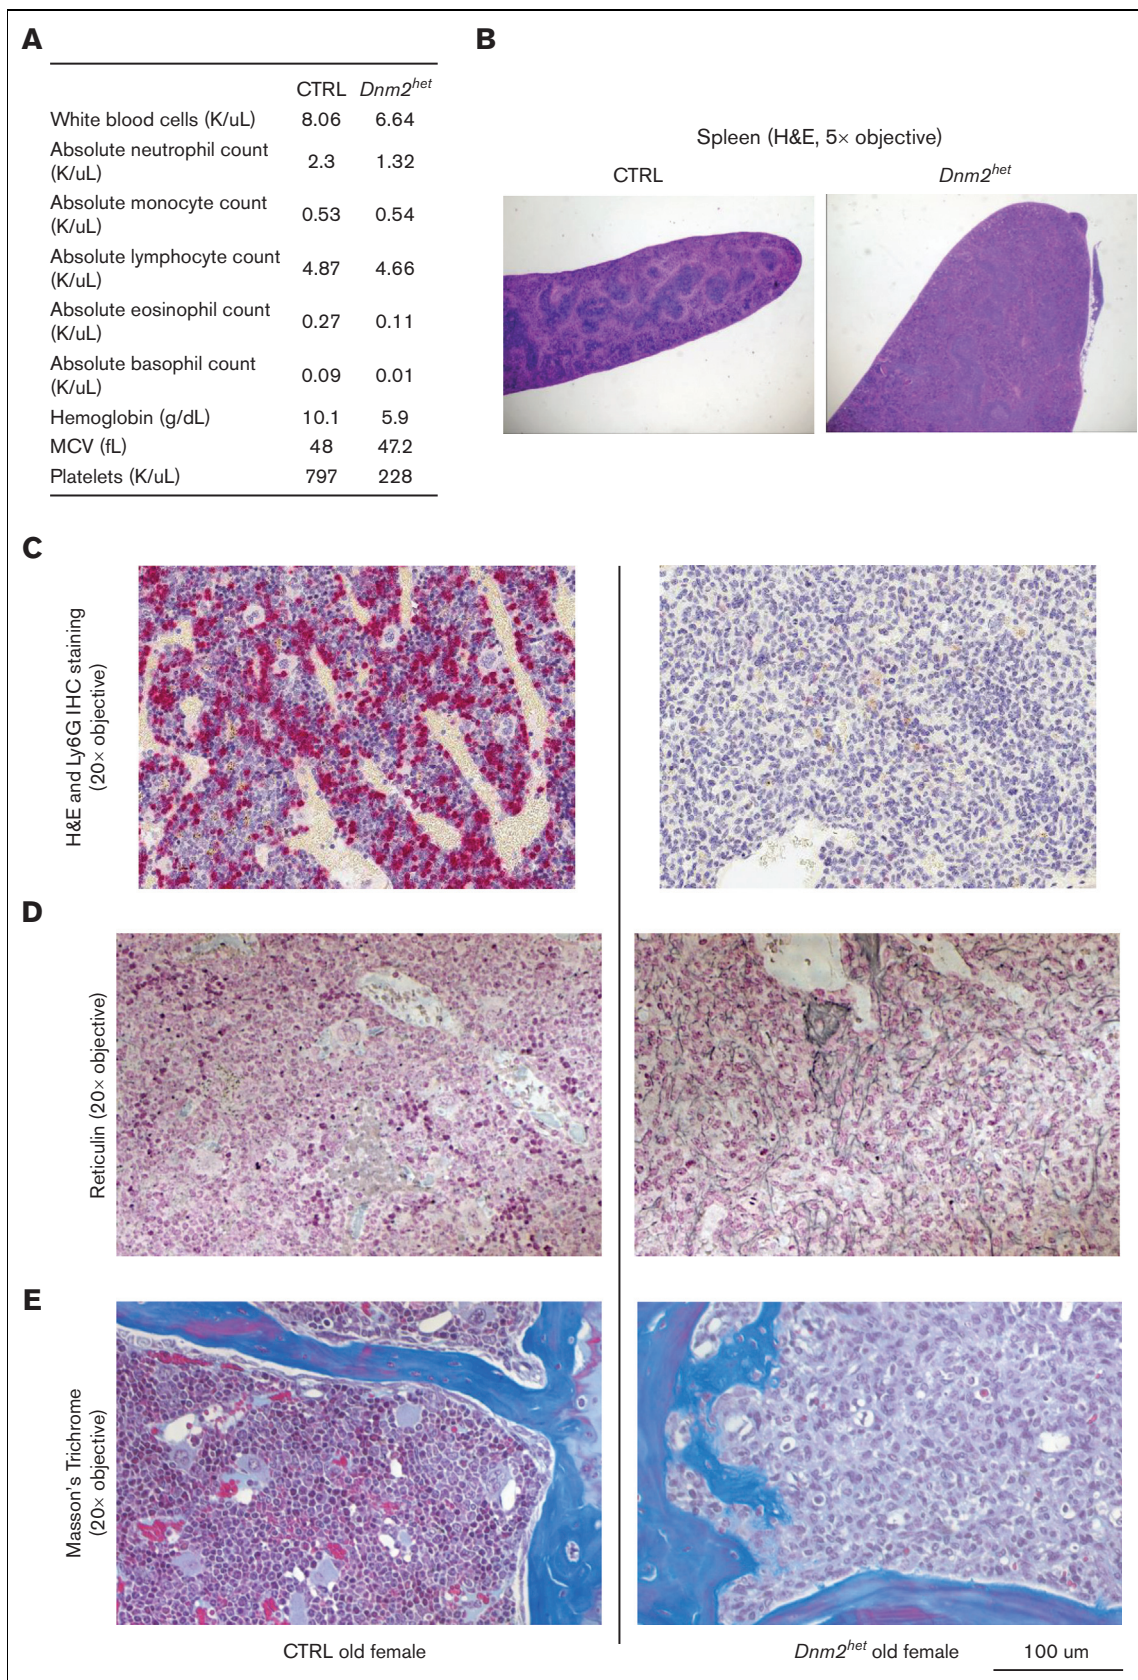 A
CTRL Dnm2het
White blood cells (K/uL) 8.06 6.64
Absolute neutrophil count
(K/uL) 2.3 1.32
Absolute monocyte count
(K/uL) 0.53 0.54
Absolute lymphocyte count
(K/uL) 4.87 4.66
Absolute eosinophil count
(K/uL) 0.27 0.11
Absolute basophil count
(K/uL) 0.09 0.01
Hemoglobin (g/dL) 10.1 5.9
MCV (fL) 48 47.2
Platelets (K/uL) 797 228
B
Spleen (H&E, 5× objective)
CTRL Dnm2het
C
H&E and Ly6G IHC staining
(20× objective)
D
Reticulin (20× objective)
E
Masson's Trichrome
(20× objective)
CTRL old female
Dnm2het old female
100 um